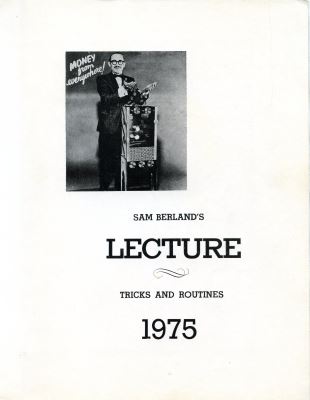 MONEY
from
everywhere!
SAM BERLAND'S
LECTURE
TRICKS AND ROUTINES
1975